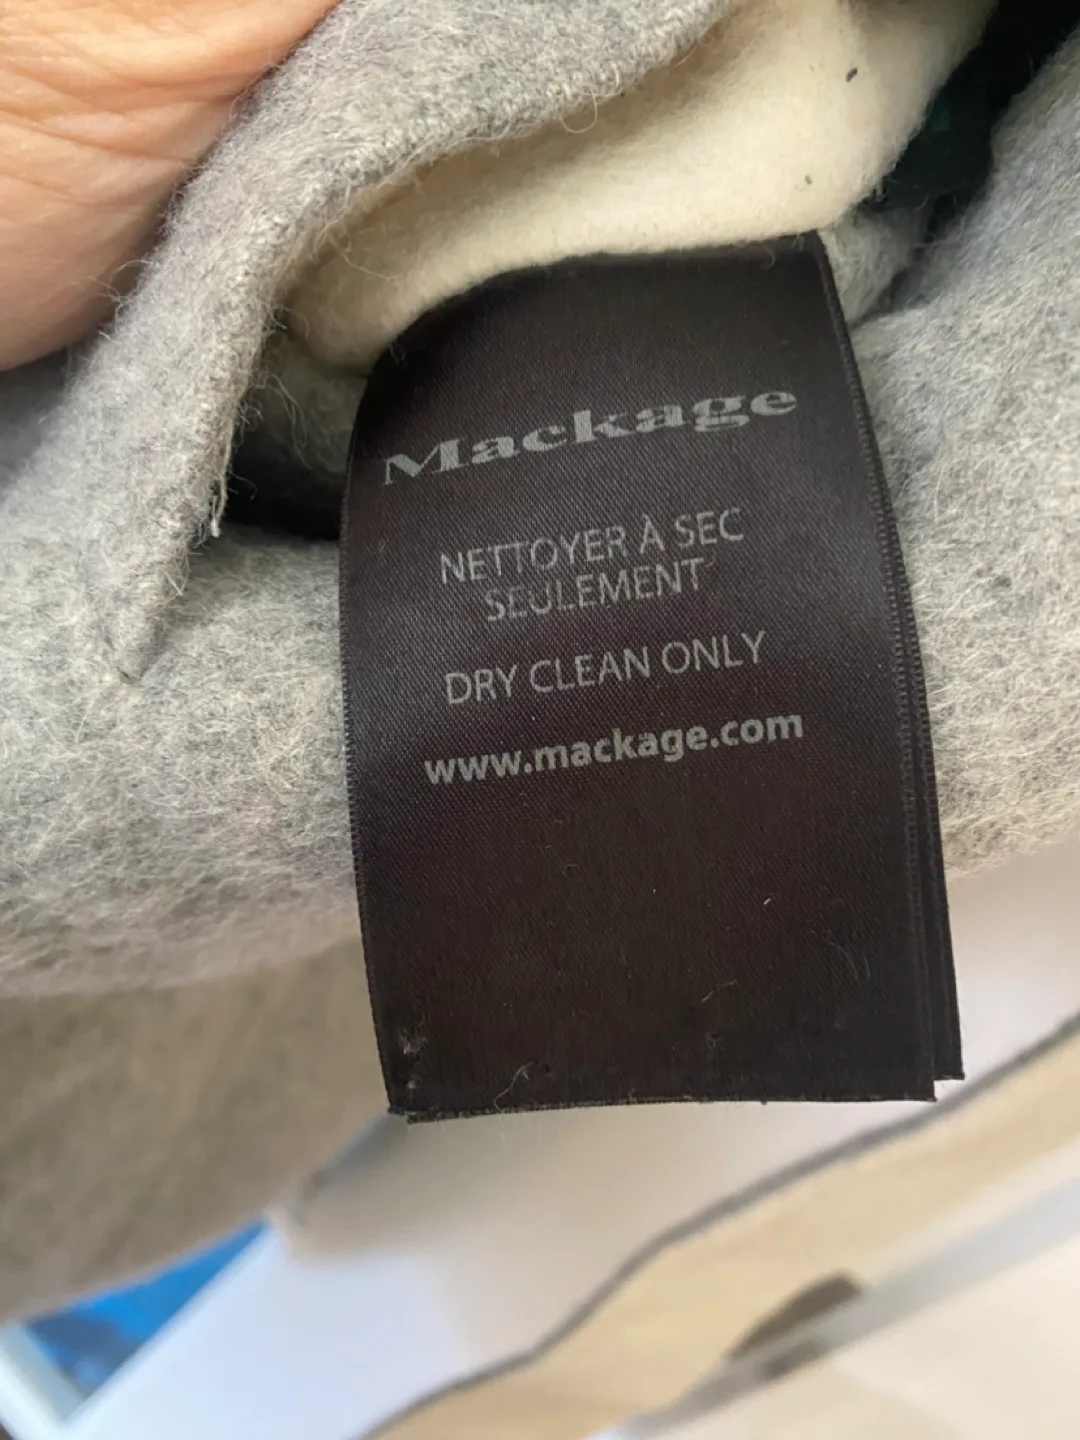 Mackage
NETTOYER À SEC
SEULEMENT
DRY CLEAN ONLY
www.mackage.com